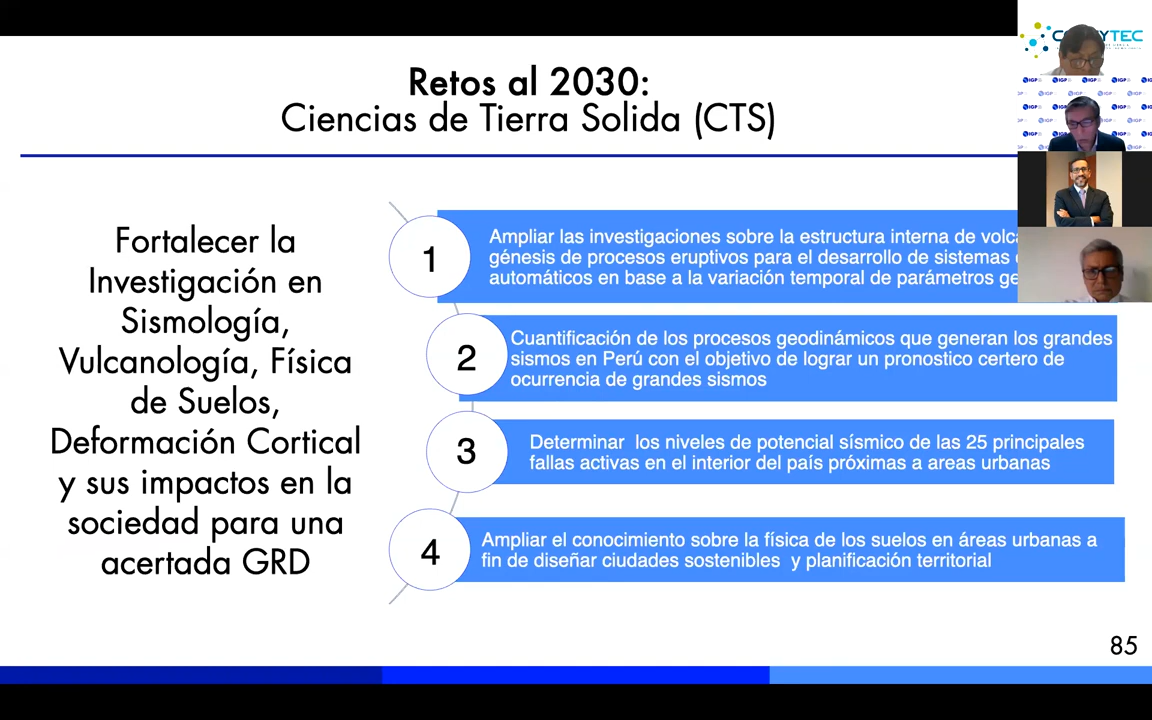 Retos al 2030:
Ciencias de Tierra Solida (CTS)
Fortalecer la
Investigación en
Sismología,
Vulcanología, Física
de Suelos,
Deformación Cortical
y sus impactos en la
sociedad para una
acertada GRD
1
Ampliar las investigaciones sobre la estructura interna de
génesis de procesos eruptivos para el desarrollo de sistemas
automáticos en base a la variación temporal de parámetros
2
Cuantificación de los procesos geodinámicos que generan los grandes
sismos en Perú con el objetivo de lograr un pronostico certero de
ocurrencia de grandes sismos
3
Determinar los niveles de potencial sísmico de las 25 principales
fallas activas en el interior del país próximas a areas urbanas
4
Ampliar el conocimiento sobre la física de los suelos en áreas urbanas a
fin de diseñar ciudades sostenibles y planificación territorial
85
YTEC
IGP IGP IGP